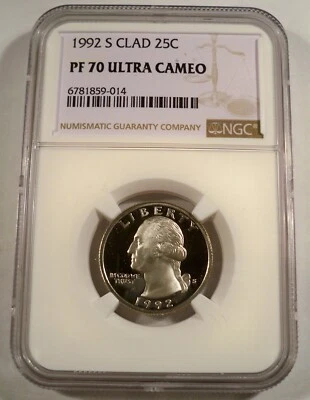 1992 S CLAD 25C
PF 70 ULTRA CAMEO
6781859-014
NUMISMATIC GUARANTY COMPANY
NGC
LIBERTY
IN GOD WE
TRUST
S
1992